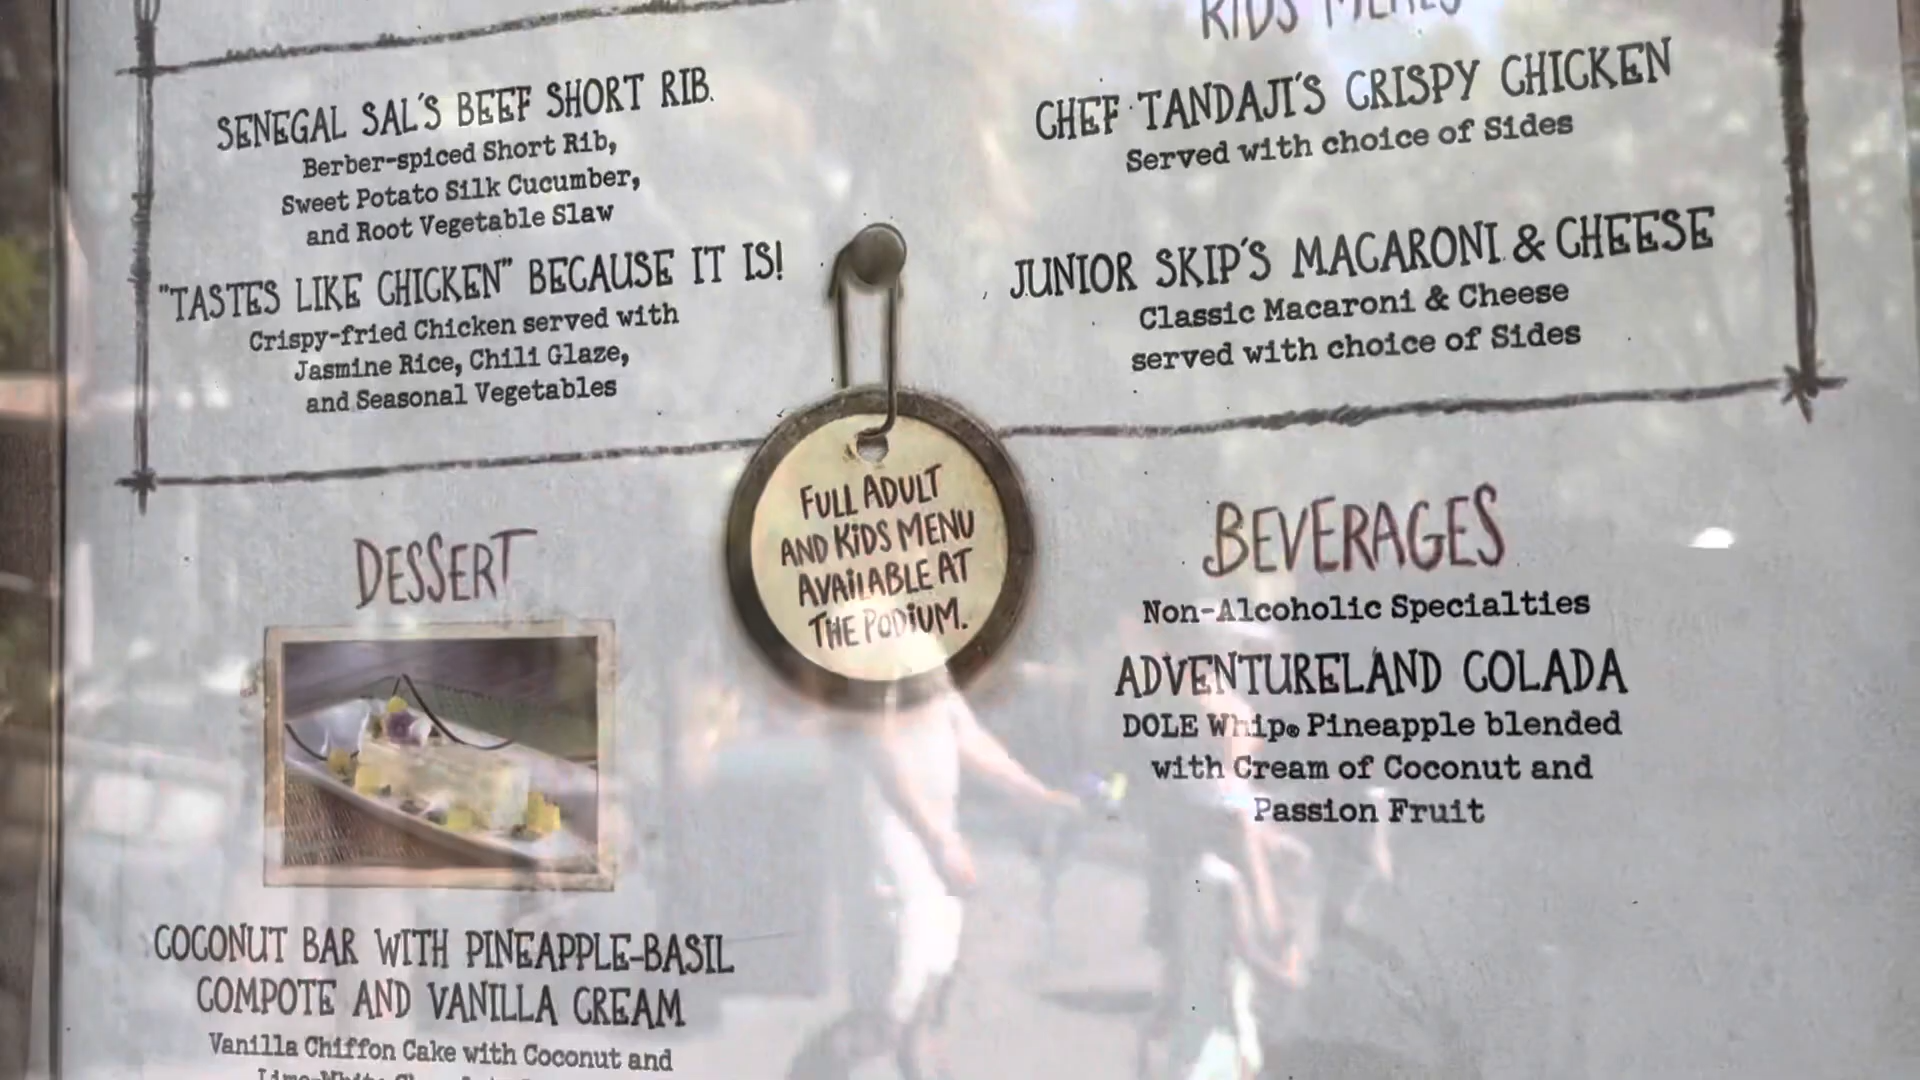 SENEGAL SAL'S BEEF SHORT RIB
Berber-spiced Short Rib,
Sweet Potato Silk Cucumber,
and Root Vegetable Slaw
"TASTES LIKE CHICKEN" BECAUSE IT IS!
Crispy-fried Chicken served with
Jasmine Rice, Chili Glaze,
and Seasonal Vegetables
KIDS MEALS
CHEF TANDAJI'S CRISPY CHICKEN
Served with choice of Sides
JUNIOR SKIP'S MACARONI & CHEESE
Classic Macaroni & Cheese
served with choice of Sides
FULL ADULT
AND KIDS MENU
AVAILABLE AT
THE PODIUM.
DESSERT
COCONUT BAR WITH PINEAPPLE-BASIL
COMPOTE AND VANILLA CREAM
Vanilla Chiffon Cake with Coconut and
BEVERAGES
Non-Alcoholic Specialties
ADVENTURELAND COLADA
DOLE Whip® Pineapple blended
with Cream of Coconut and
Passion Fruit